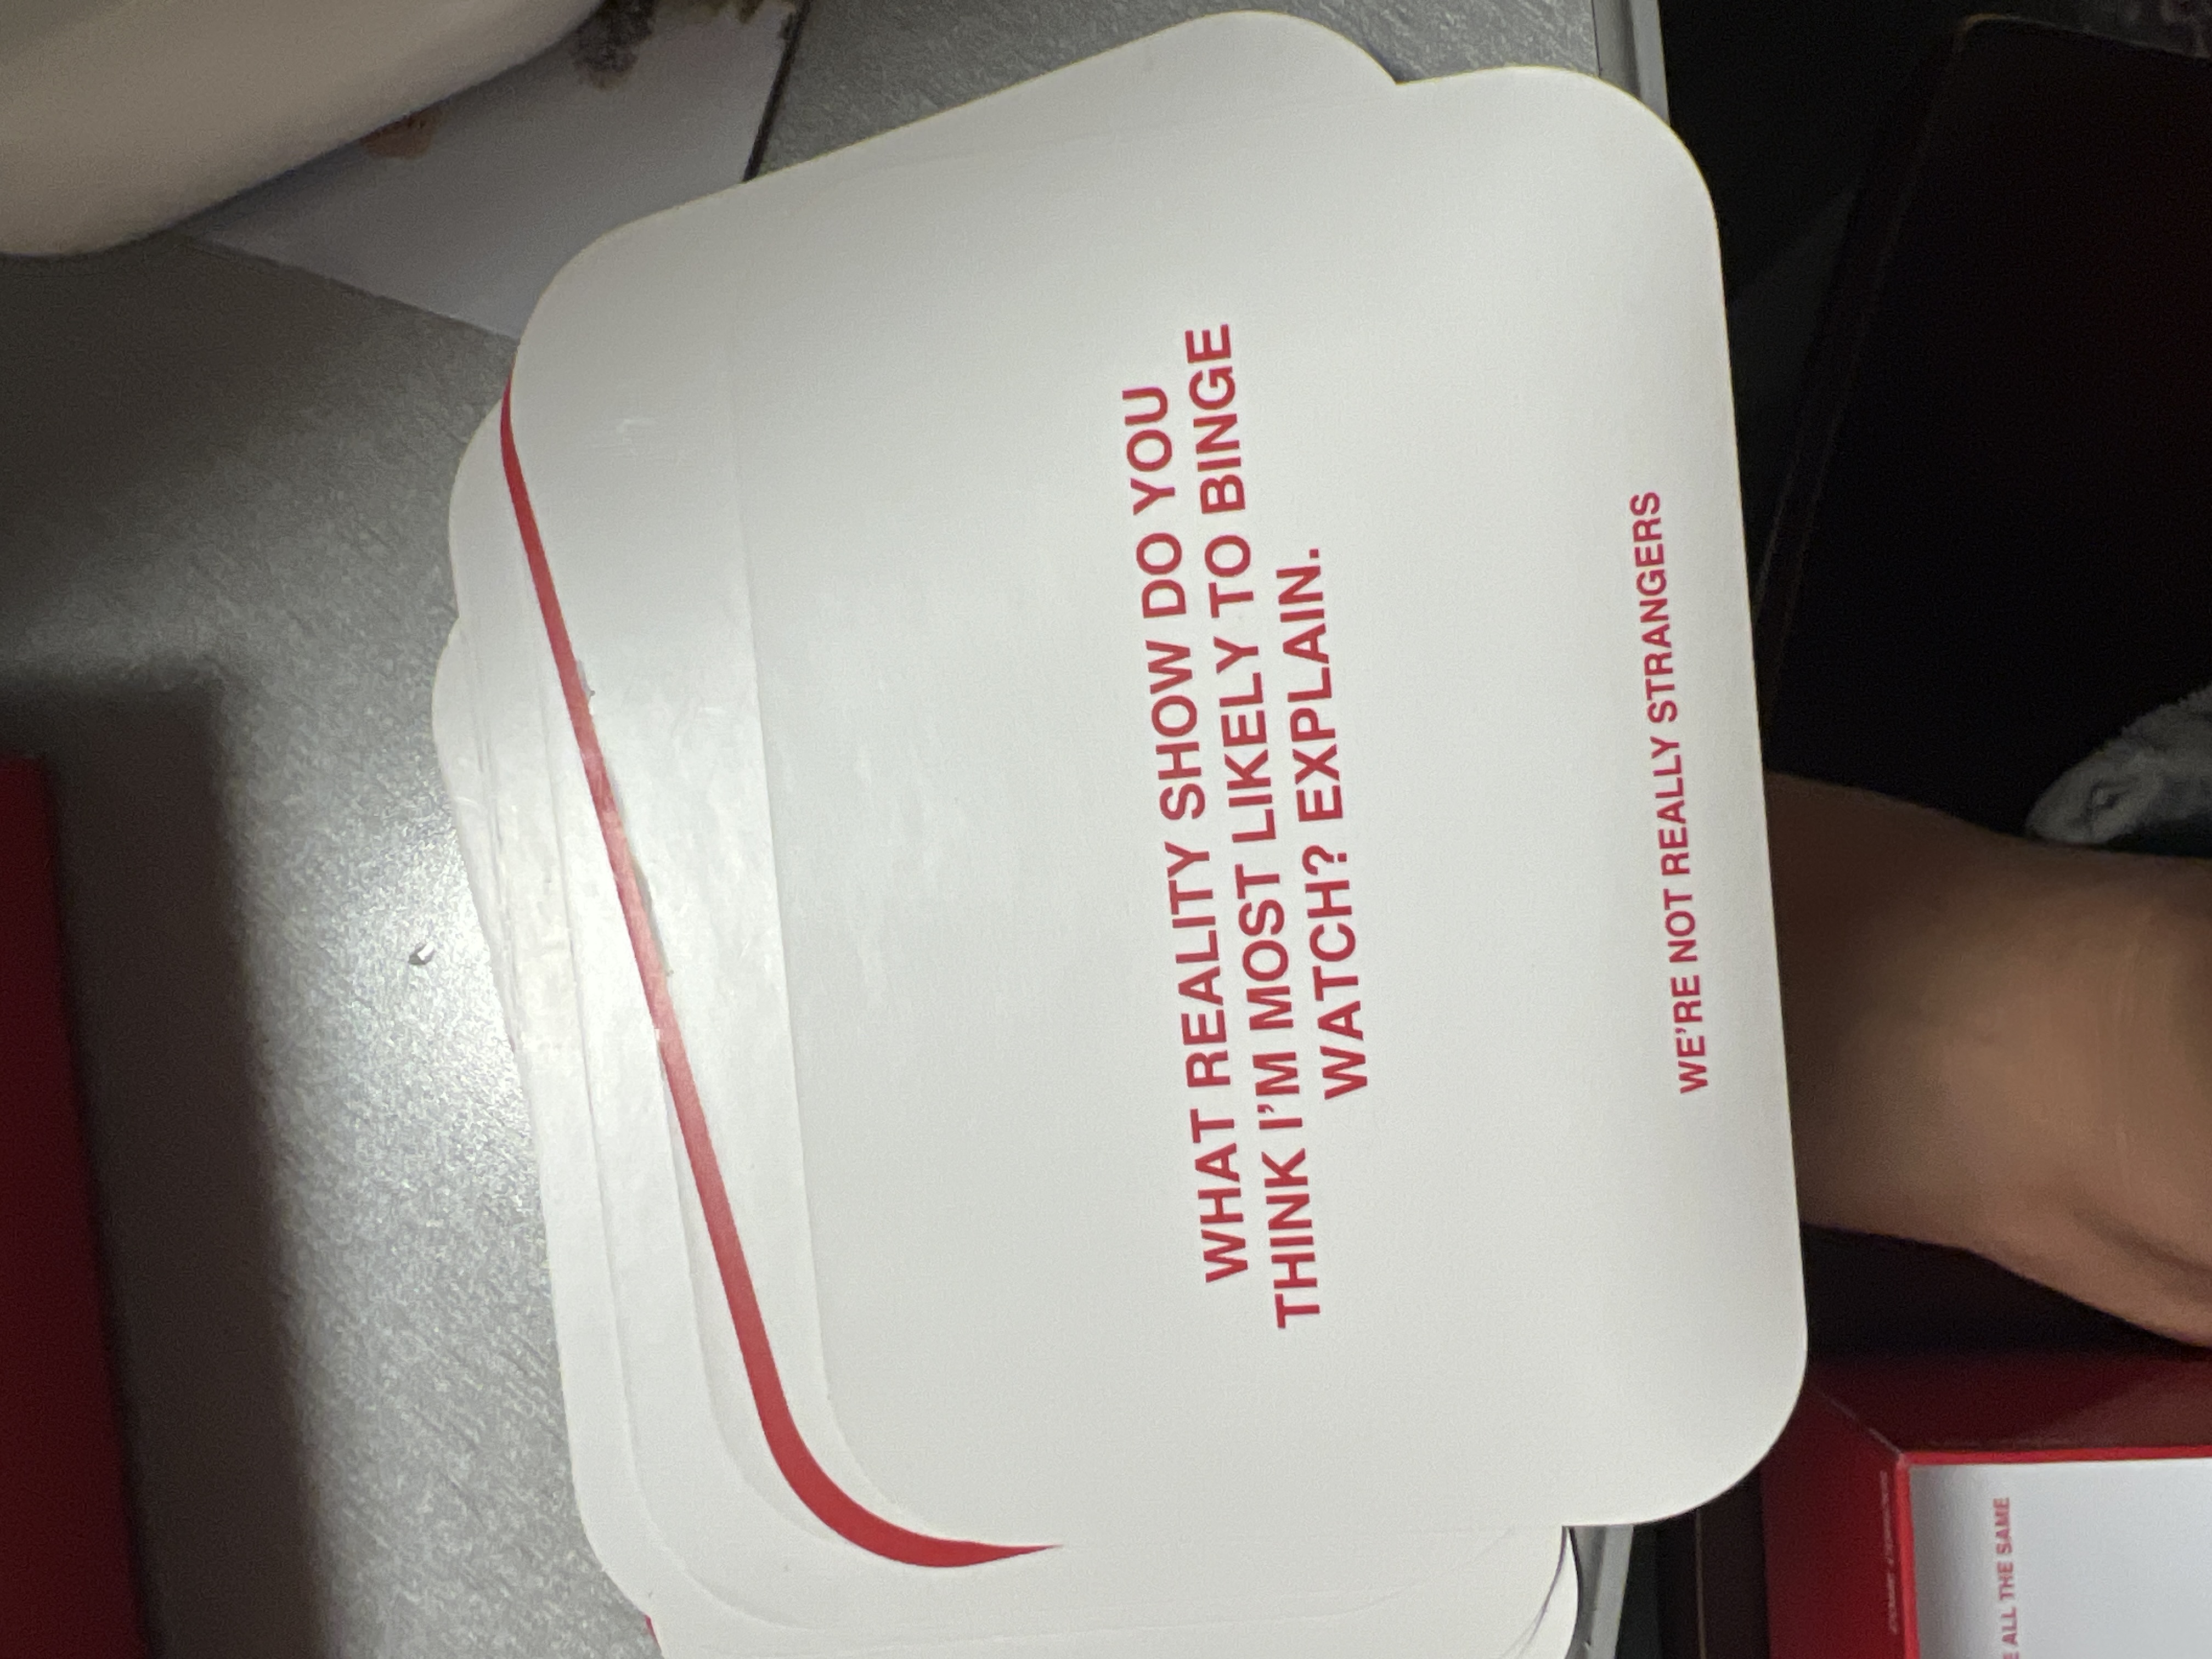 WHAT REALITY SHOW DO YOU
THINK I'M MOST LIKELY TO BINGE
WATCH? EXPLAIN.
WE'RE NOT REALLY STRANGERS
ALL THE SAME